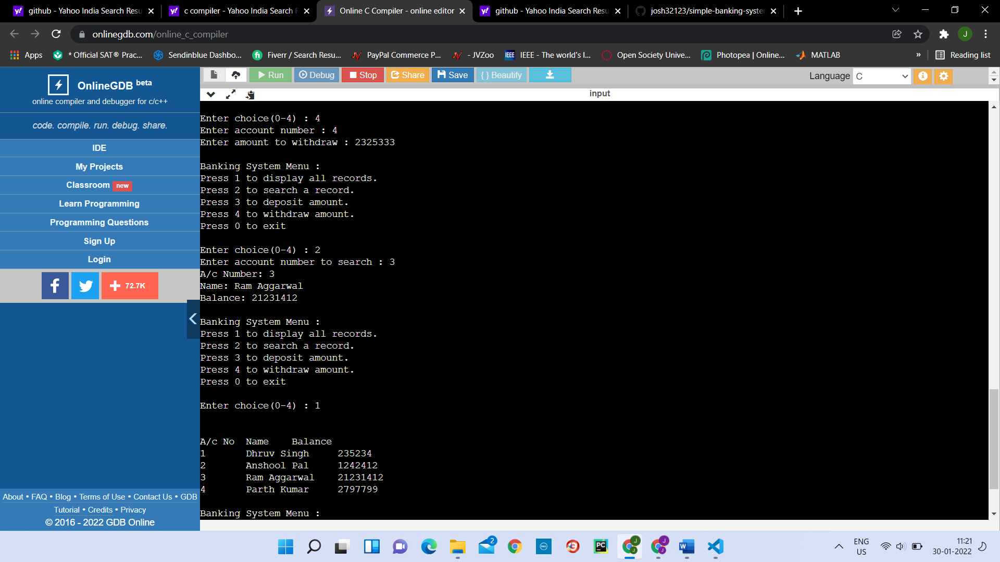 github - Yahoo India Search Resu
c compiler - Yahoo India Search R
Online C Compiler - online editor
github - Yahoo India Search Resu
josh32123/simple-banking-syste
onlinegdb.com/online_c_compiler
J
Apps
* Official SAT® Prac...
Sendinblue Dashbo...
Fiverr / Search Resu...
PayPal Commerce P...
- JVZoo
IEEE - The world's l...
Open Society Unive...
Photopea | Online...
MATLAB
»
Reading list
OnlineGDB beta
online compiler and debugger for c/c++
code. compile. run. debug. share.
IDE
My Projects
Classroom new
Learn Programming
Programming Questions
Sign Up
Login
72.7K
About • FAQ • Blog • Terms of Use • Contact Us • GDB
Tutorial • Credits • Privacy
© 2016 - 2022 GDB Online
Run
Debug
Stop
Share
Save
{ } Beautify
Language C
input
Enter choice(0-4) : 4
Enter account number : 4
Enter amount to withdraw : 2325333
Banking System Menu :
Press 1 to display all records.
Press 2 to search a record.
Press 3 to deposit amount.
Press 4 to withdraw amount.
Press 0 to exit
Enter choice(0-4) : 2
Enter account number to search : 3
A/c Number: 3
Name: Ram Aggarwal
Balance: 21231412
Banking System Menu :
Press 1 to display all records.
Press 2 to search a record.
Press 3 to deposit amount.
Press 4 to withdraw amount.
Press 0 to exit
Enter choice(0-4) : 1
A/c No Name Balance
1 Dhruv Singh 235234
2 Anshool Pal 1242412
3 Ram Aggarwal 21231412
4 Parth Kumar 2797799
Banking System Menu :
2
ENG
US
11:21
30-01-2022